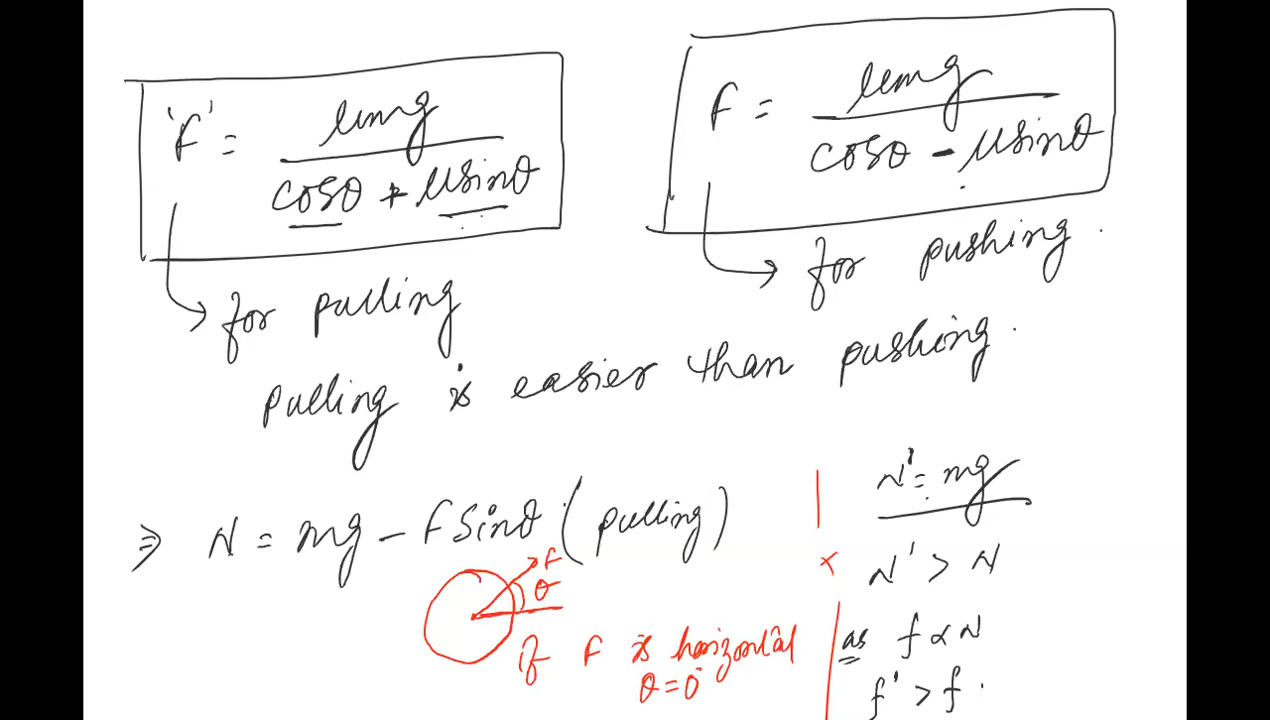 'F' = μmg / cosθ + μsinθ
F = μmg / cosθ - μsinθ
for pulling
for pushing.
pulling is easier than pushing.
⇒ N = mg - F sinθ (pulling)
F
θ
if F is horizontal
θ = 0°
N' = mg
N' > N
as f ∝ N
f' > f.